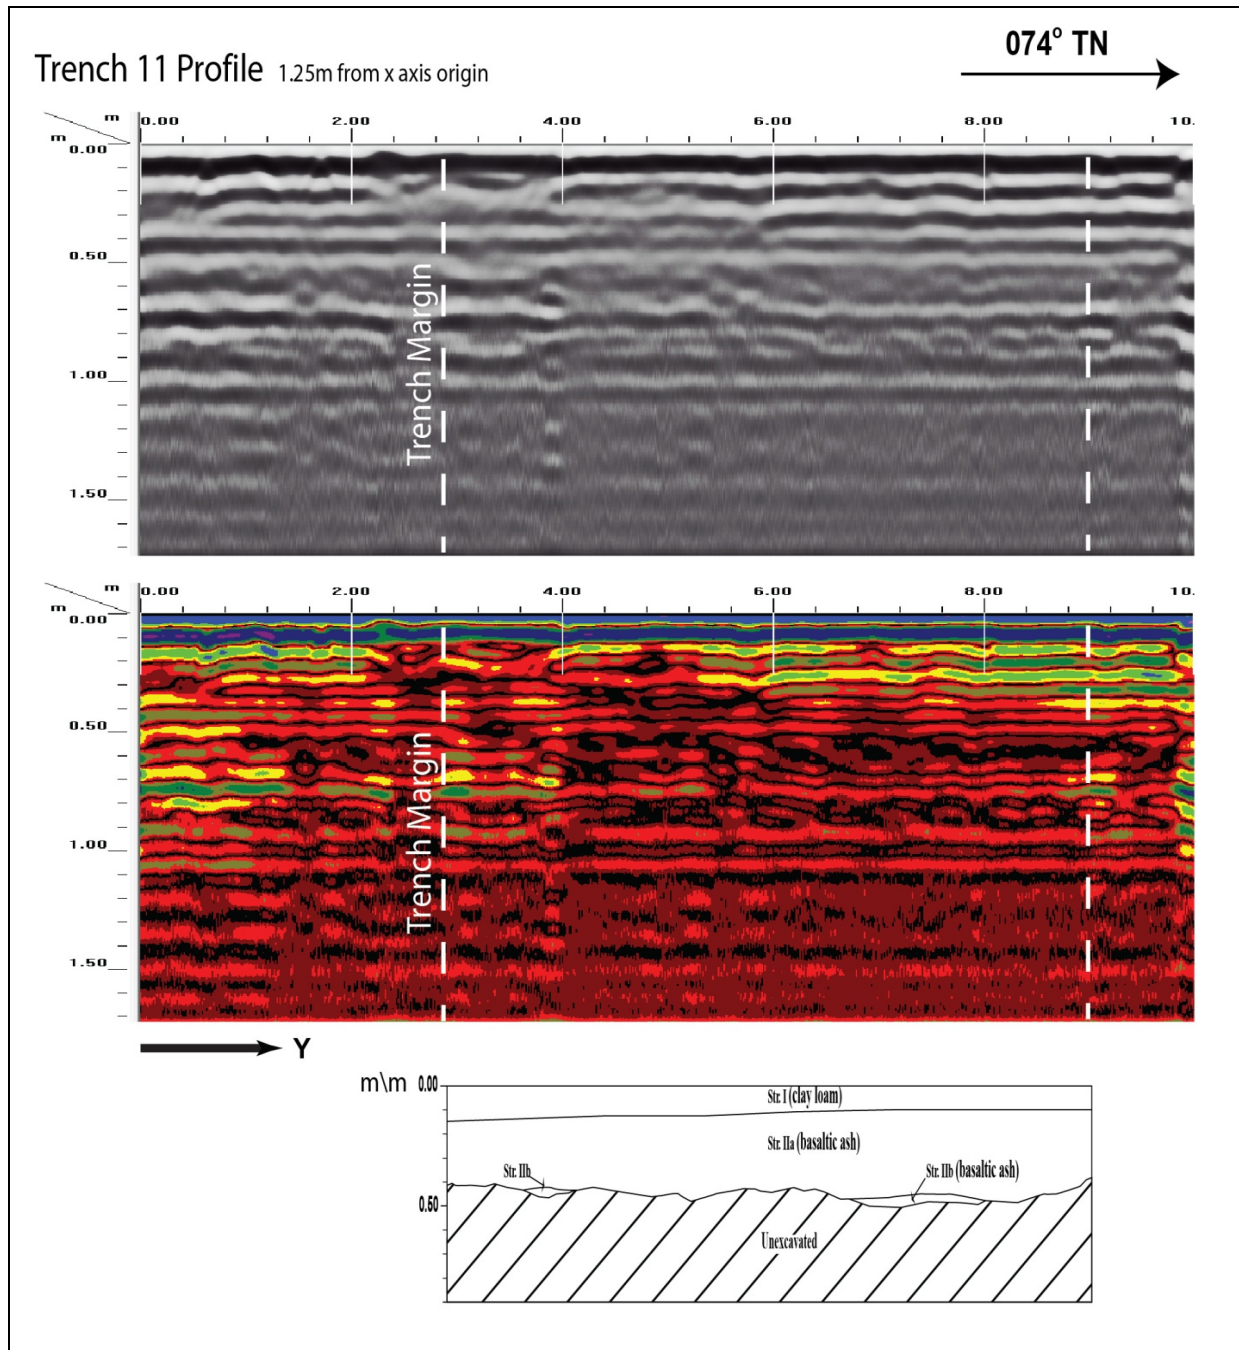 074° TN
Trench 11 Profile 1.25m from x axis origin
m 0.00 2.00 4.00 6.00 8.00 10.
m
0.00
0.50
1.00
1.50
Trench Margin
m 0.00 2.00 4.00 6.00 8.00 10.
m
0.00
0.50
1.00
1.50
Trench Margin
Y
m\m 0.00
Str. I (clay loam)
Str. IIa (basaltic ash)
Str. IIb
Str. IIb (basaltic ash)
0.50
Unexcavated